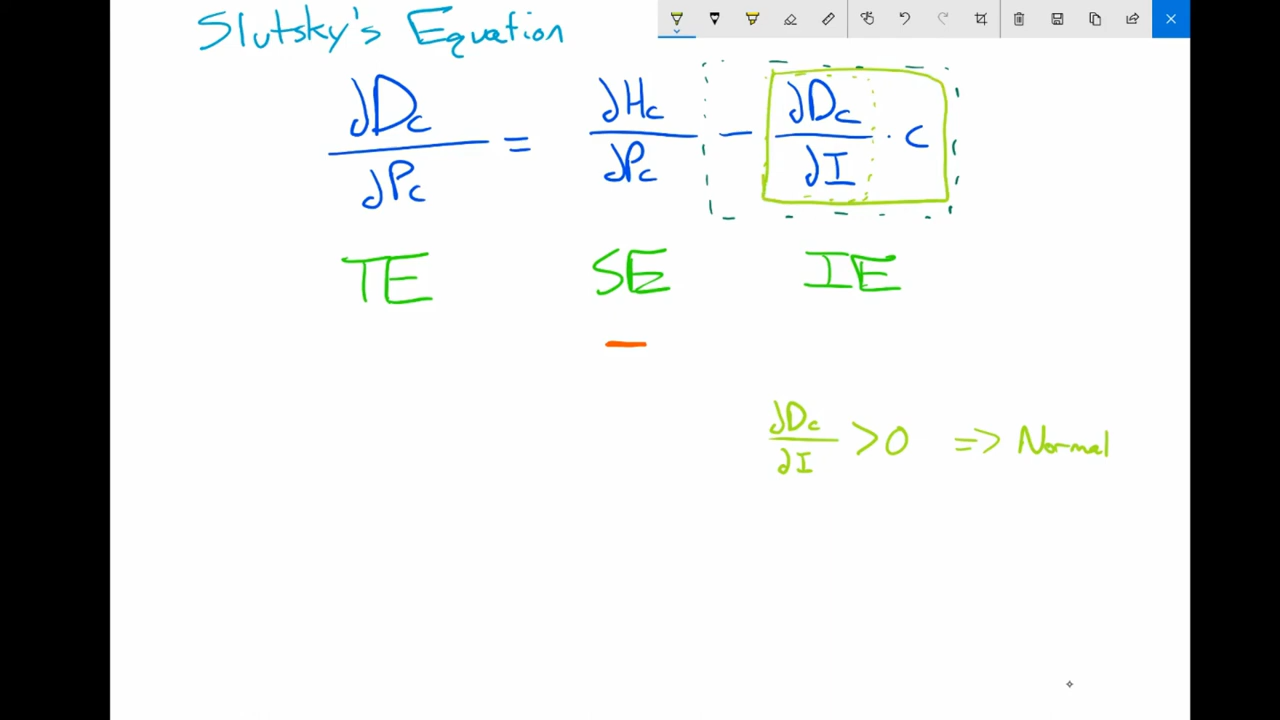 Slutsky's Equation
∂Dc/∂Pc = ∂Hc/∂Pc − ∂Dc/∂I · c
TE SE IE
−
∂Dc/∂I > 0 => Normal